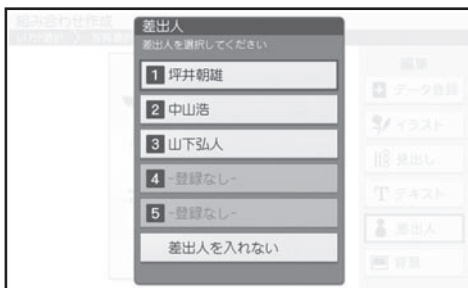 組み合わせ作成
差出人
差出人を選択してください
1 坪井朝雄
2 中山浩
3 山下弘人
4 -登録なし-
5 -登録なし-
差出人を入れない
編集
データ登録
イラスト
見出し
テキスト
差出人
背景